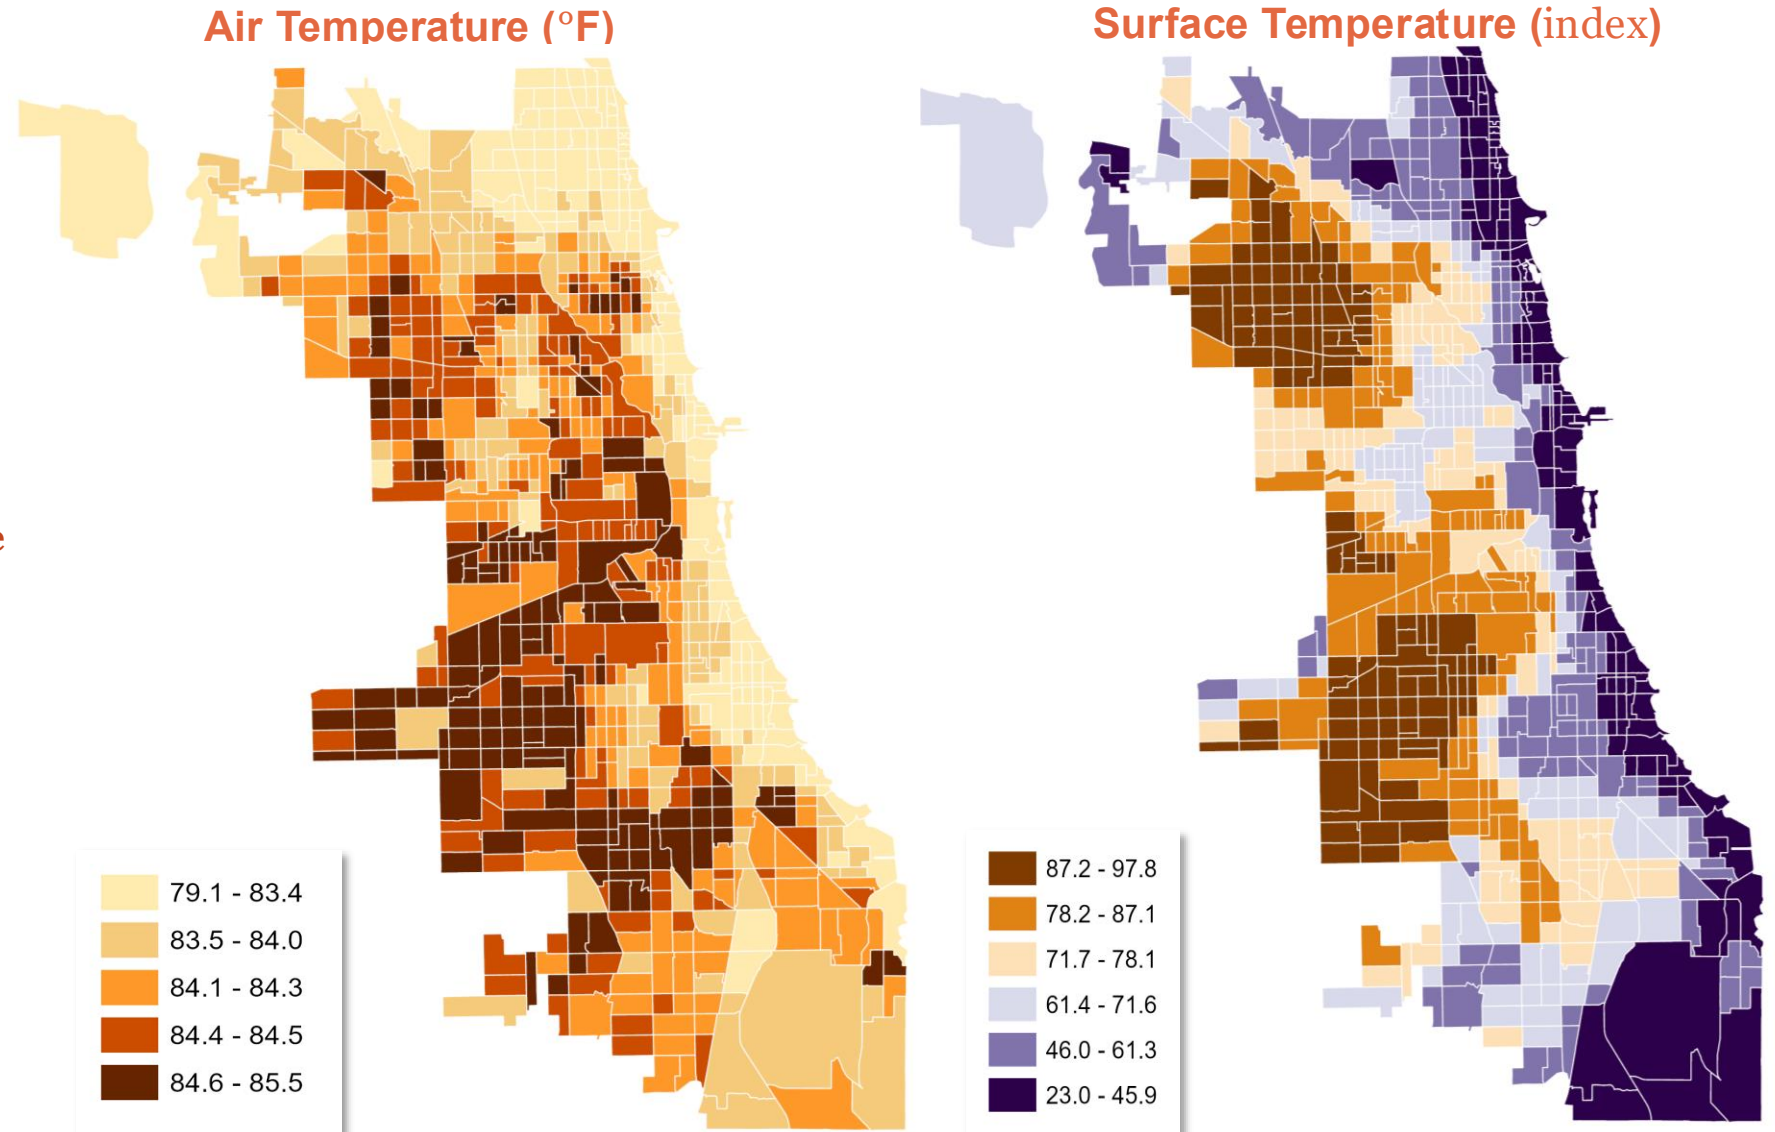 Air Temperature (°F)
Surface Temperature (index)
e
79.1 - 83.4
83.5 - 84.0
84.1 - 84.3
84.4 - 84.5
84.6 - 85.5
87.2 - 97.8
78.2 - 87.1
71.7 - 78.1
61.4 - 71.6
46.0 - 61.3
23.0 - 45.9